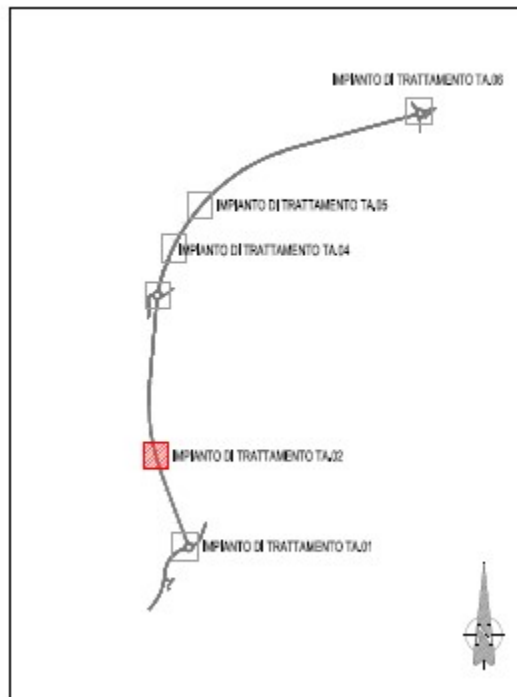 IMPIANTO DI TRATTAMENTO TA.06
IMPIANTO DI TRATTAMENTO TA.05
IMPIANTO DI TRATTAMENTO TA.04
IMPIANTO DI TRATTAMENTO TA.02
IMPIANTO DI TRATTAMENTO TA.01